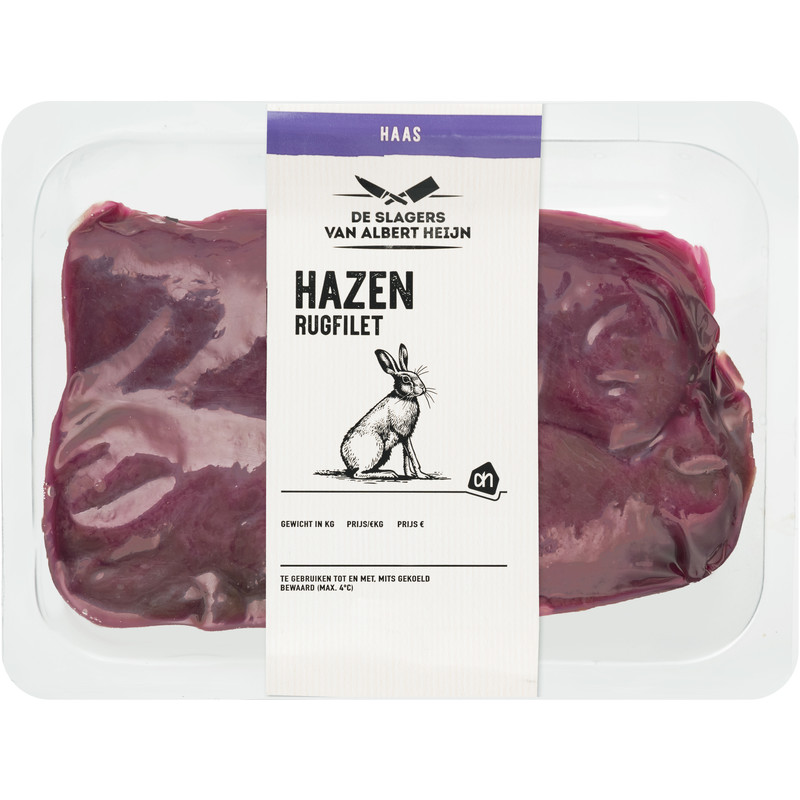 HAAS
DE SLAGERS
VAN ALBERT HEIJN
HAZEN
RUGFILET
ah
GEWICHT IN KG PRIJS/€KG PRIJS €
TE GEBRUIKEN TOT EN MET, MITS GEKOELD
BEWAARD (MAX. 4°C)